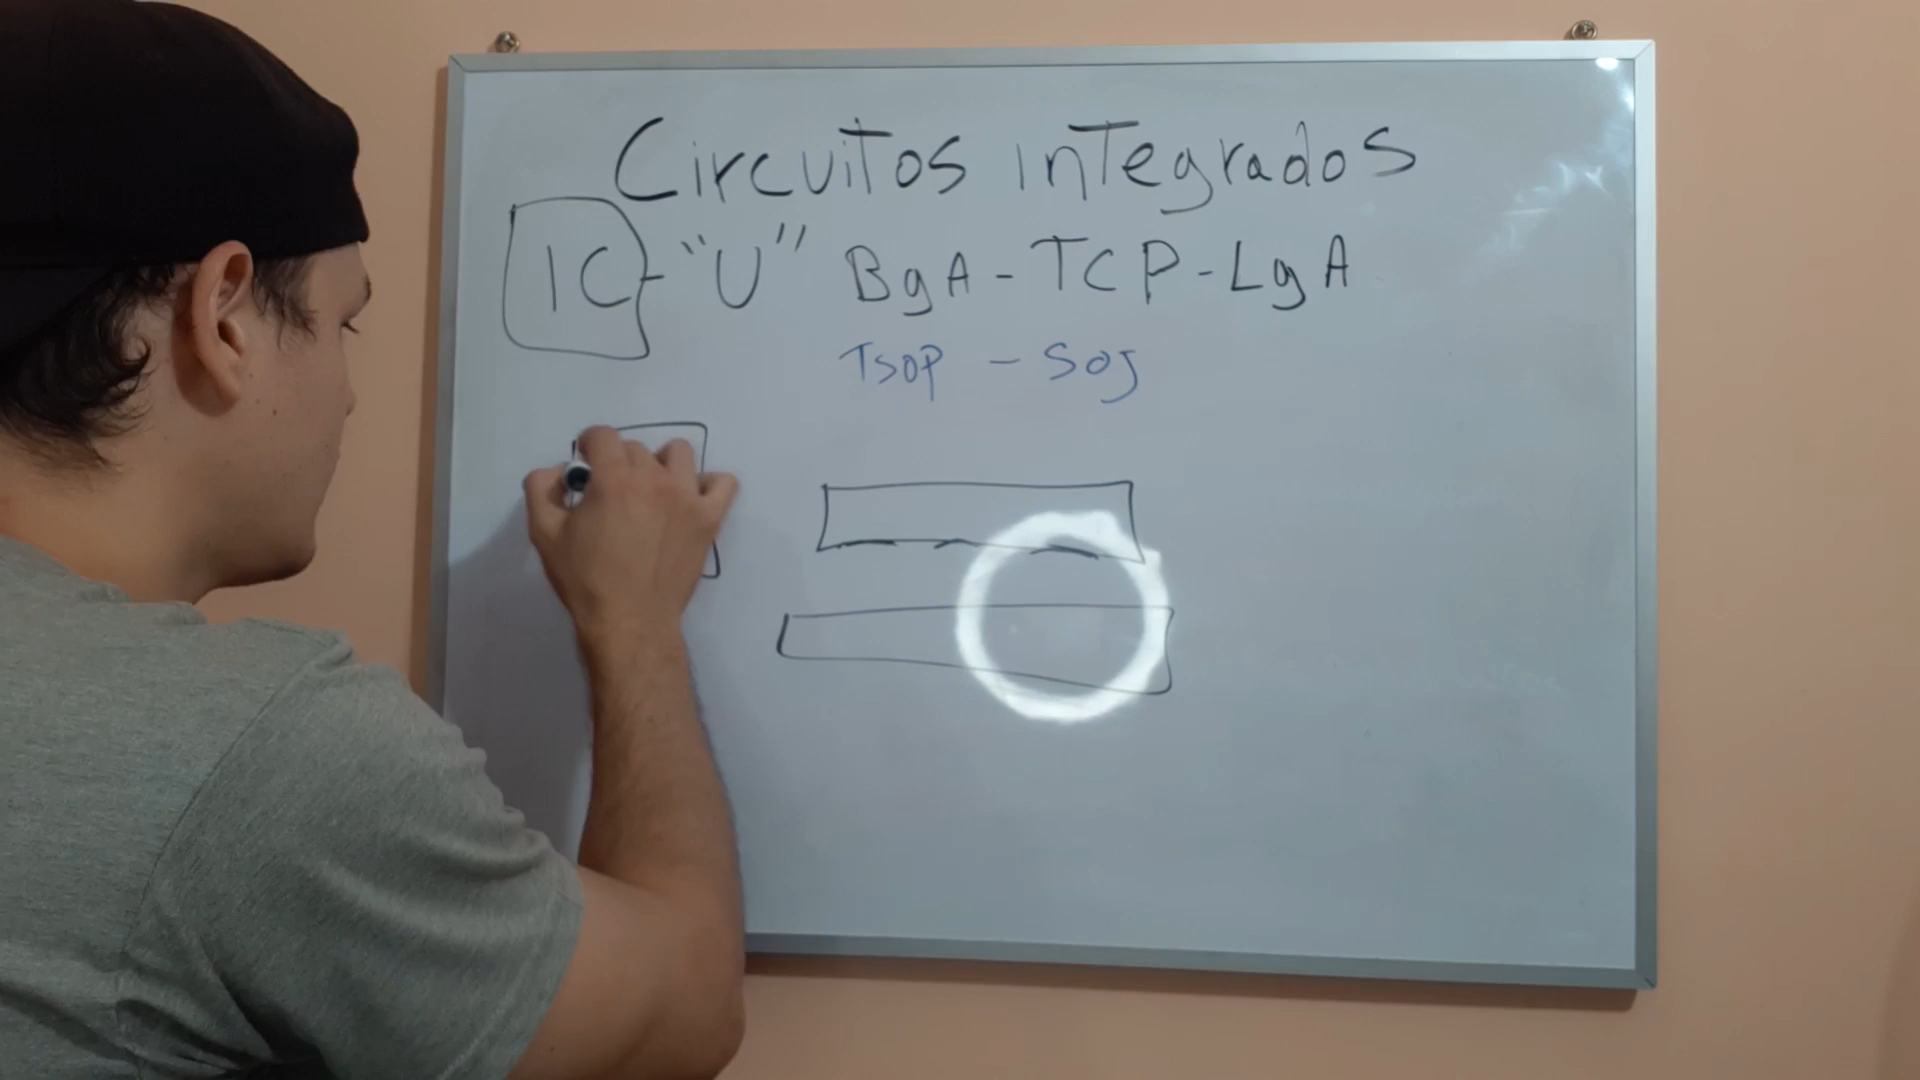 Circuitos integrados
IC - "U" BgA - TCP - LgA
TSOP - SOJ